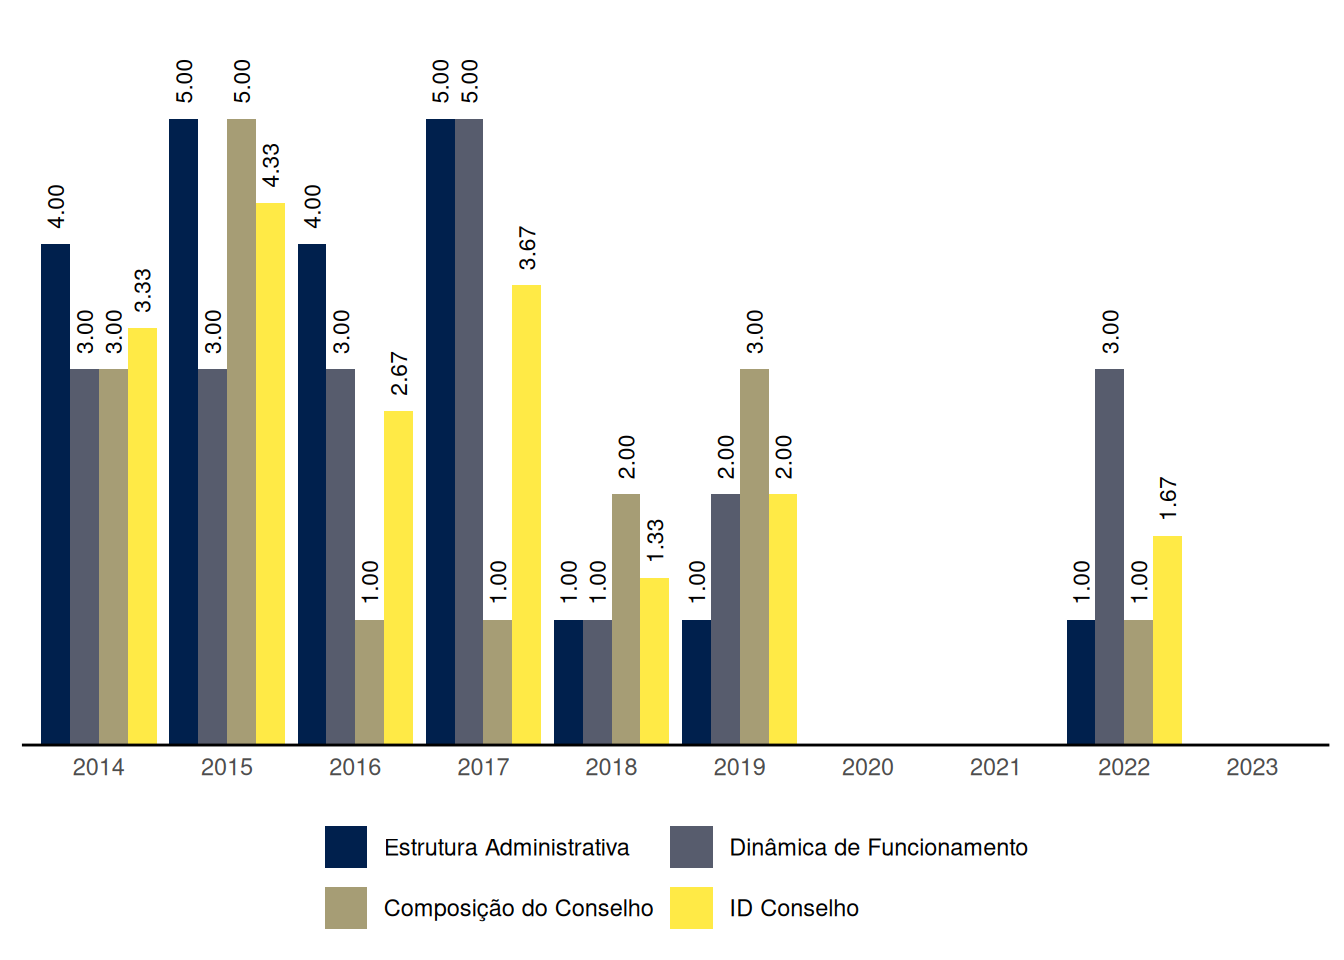 4.00 3.00 3.00 3.33 5.00 3.00 5.00 4.33 4.00 3.00 1.00 2.67 5.00 5.00 1.00 3.67 1.00 1.00 2.00 1.33 1.00 2.00 3.00 2.00 1.00 3.00 1.00 1.67
2014 2015 2016 2017 2018 2019 2020 2021 2022 2023
Estrutura Administrativa Dinâmica de Funcionamento
Composição do Conselho ID Conselho